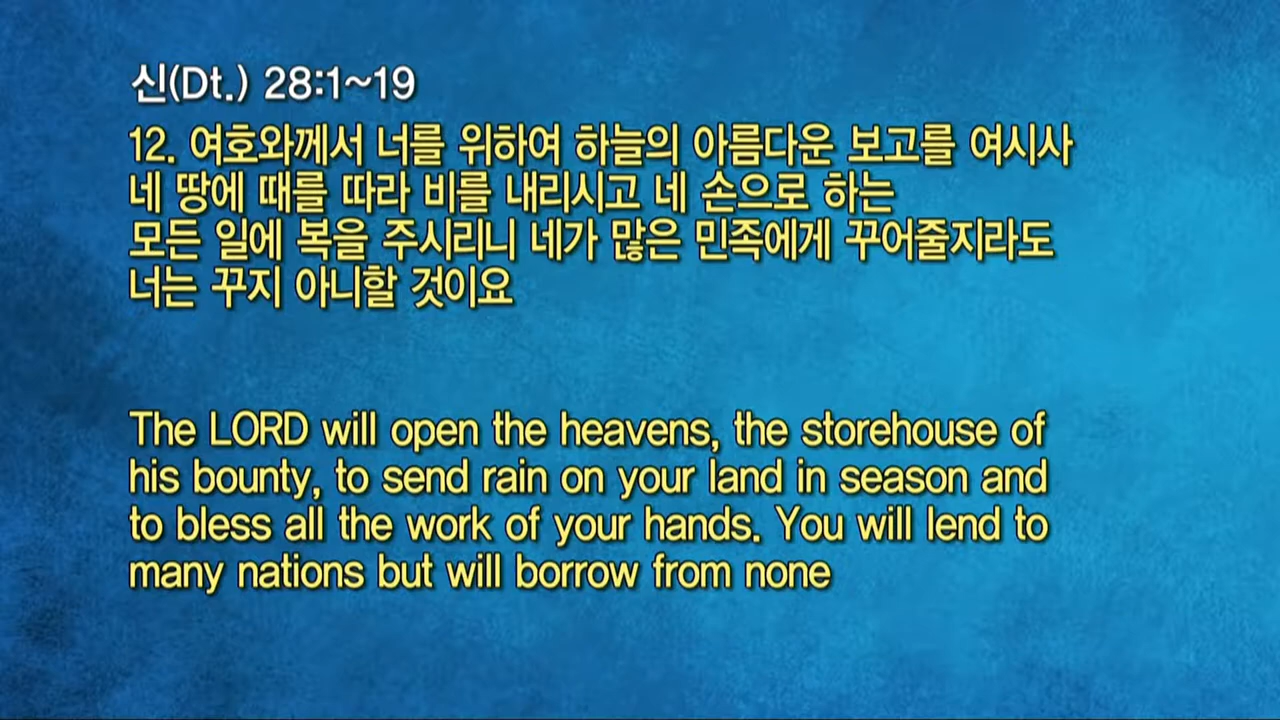 신(Dt.) 28:1~19
12. 여호와께서 너를 위하여 하늘의 아름다운 보고를 여시사
네 땅에 때를 따라 비를 내리시고 네 손으로 하는
모든 일에 복을 주시리니 네가 많은 민족에게 꾸어줄지라도
너는 꾸지 아니할 것이요
The LORD will open the heavens, the storehouse of
his bounty, to send rain on your land in season and
to bless all the work of your hands. You will lend to
many nations but will borrow from none